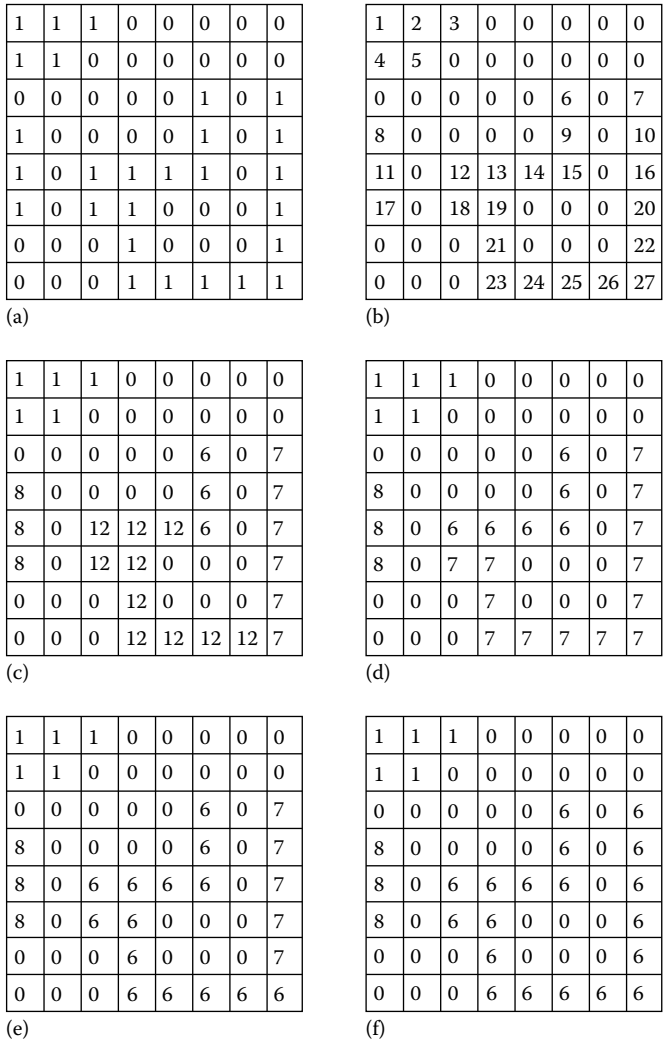 1 1 1 0 0 0 0 0
1 1 0 0 0 0 0 0
0 0 0 0 0 1 0 1
1 0 0 0 0 1 0 1
1 0 1 1 1 1 0 1
1 0 1 1 0 0 0 1
0 0 0 1 0 0 0 1
0 0 0 1 1 1 1 1
(a)
1 2 3 0 0 0 0 0
4 5 0 0 0 0 0 0
0 0 0 0 0 6 0 7
8 0 0 0 0 9 0 10
11 0 12 13 14 15 0 16
17 0 18 19 0 0 0 20
0 0 0 21 0 0 0 22
0 0 0 23 24 25 26 27
(b)
1 1 1 0 0 0 0 0
1 1 0 0 0 0 0 0
0 0 0 0 0 6 0 7
8 0 0 0 0 6 0 7
8 0 12 12 12 6 0 7
8 0 12 12 0 0 0 7
0 0 0 12 0 0 0 7
0 0 0 12 12 12 12 7
(c)
1 1 1 0 0 0 0 0
1 1 0 0 0 0 0 0
0 0 0 0 0 6 0 7
8 0 0 0 0 6 0 7
8 0 6 6 6 6 0 7
8 0 7 7 0 0 0 7
0 0 0 7 0 0 0 7
0 0 0 7 7 7 7 7
(d)
1 1 1 0 0 0 0 0
1 1 0 0 0 0 0 0
0 0 0 0 0 6 0 7
8 0 0 0 0 6 0 7
8 0 6 6 6 6 0 7
8 0 6 6 0 0 0 7
0 0 0 6 0 0 0 7
0 0 0 6 6 6 6 6
(e)
1 1 1 0 0 0 0 0
1 1 0 0 0 0 0 0
0 0 0 0 0 6 0 6
8 0 0 0 0 6 0 6
8 0 6 6 6 6 0 6
8 0 6 6 0 0 0 6
0 0 0 6 0 0 0 6
0 0 0 6 6 6 6 6
(f)